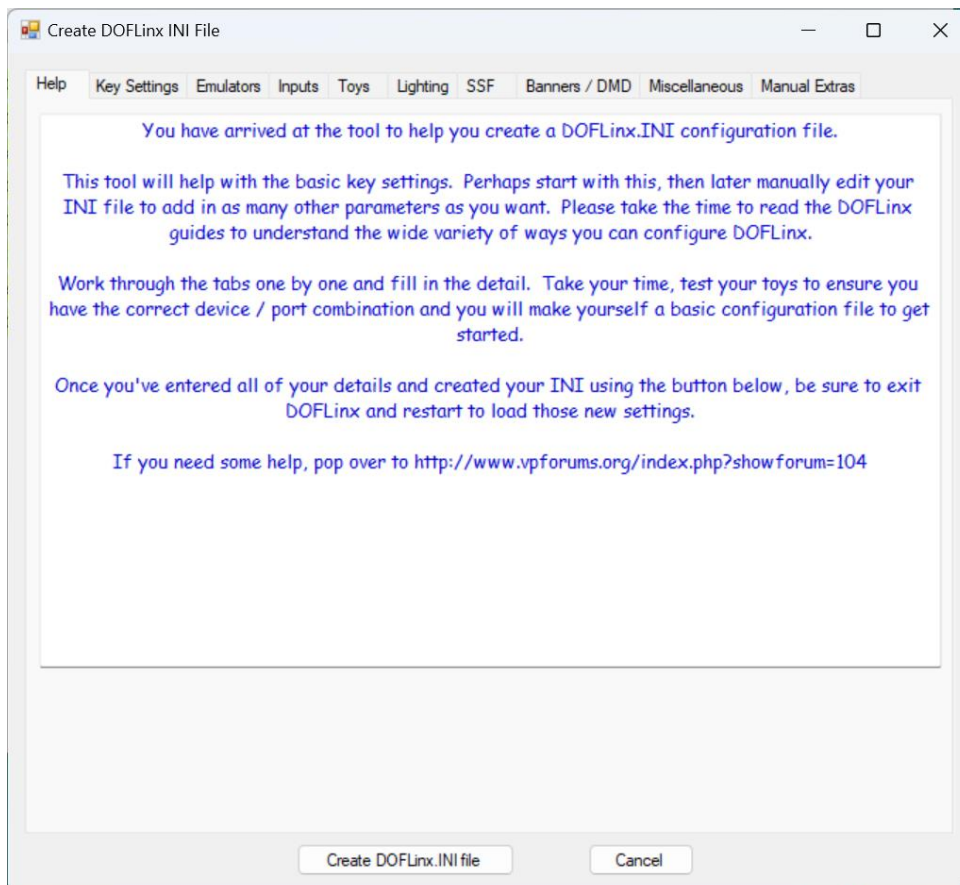 Create DOFLinx INI File
Help Key Settings Emulators Inputs Toys Lighting SSF Banners / DMD Miscellaneous Manual Extras
You have arrived at the tool to help you create a DOFLinx.INI configuration file.
This tool will help with the basic key settings. Perhaps start with this, then later manually edit your
INI file to add in as many other parameters as you want. Please take the time to read the DOFLinx
guides to understand the wide variety of ways you can configure DOFLinx.
Work through the tabs one by one and fill in the detail. Take your time, test your toys to ensure you
have the correct device / port combination and you will make yourself a basic configuration file to get
started.
Once you've entered all of your details and created your INI using the button below, be sure to exit
DOFLinx and restart to load those new settings.
If you need some help, pop over to http://www.vpforums.org/index.php?showforum=104
Create DOFLinx.INI file Cancel